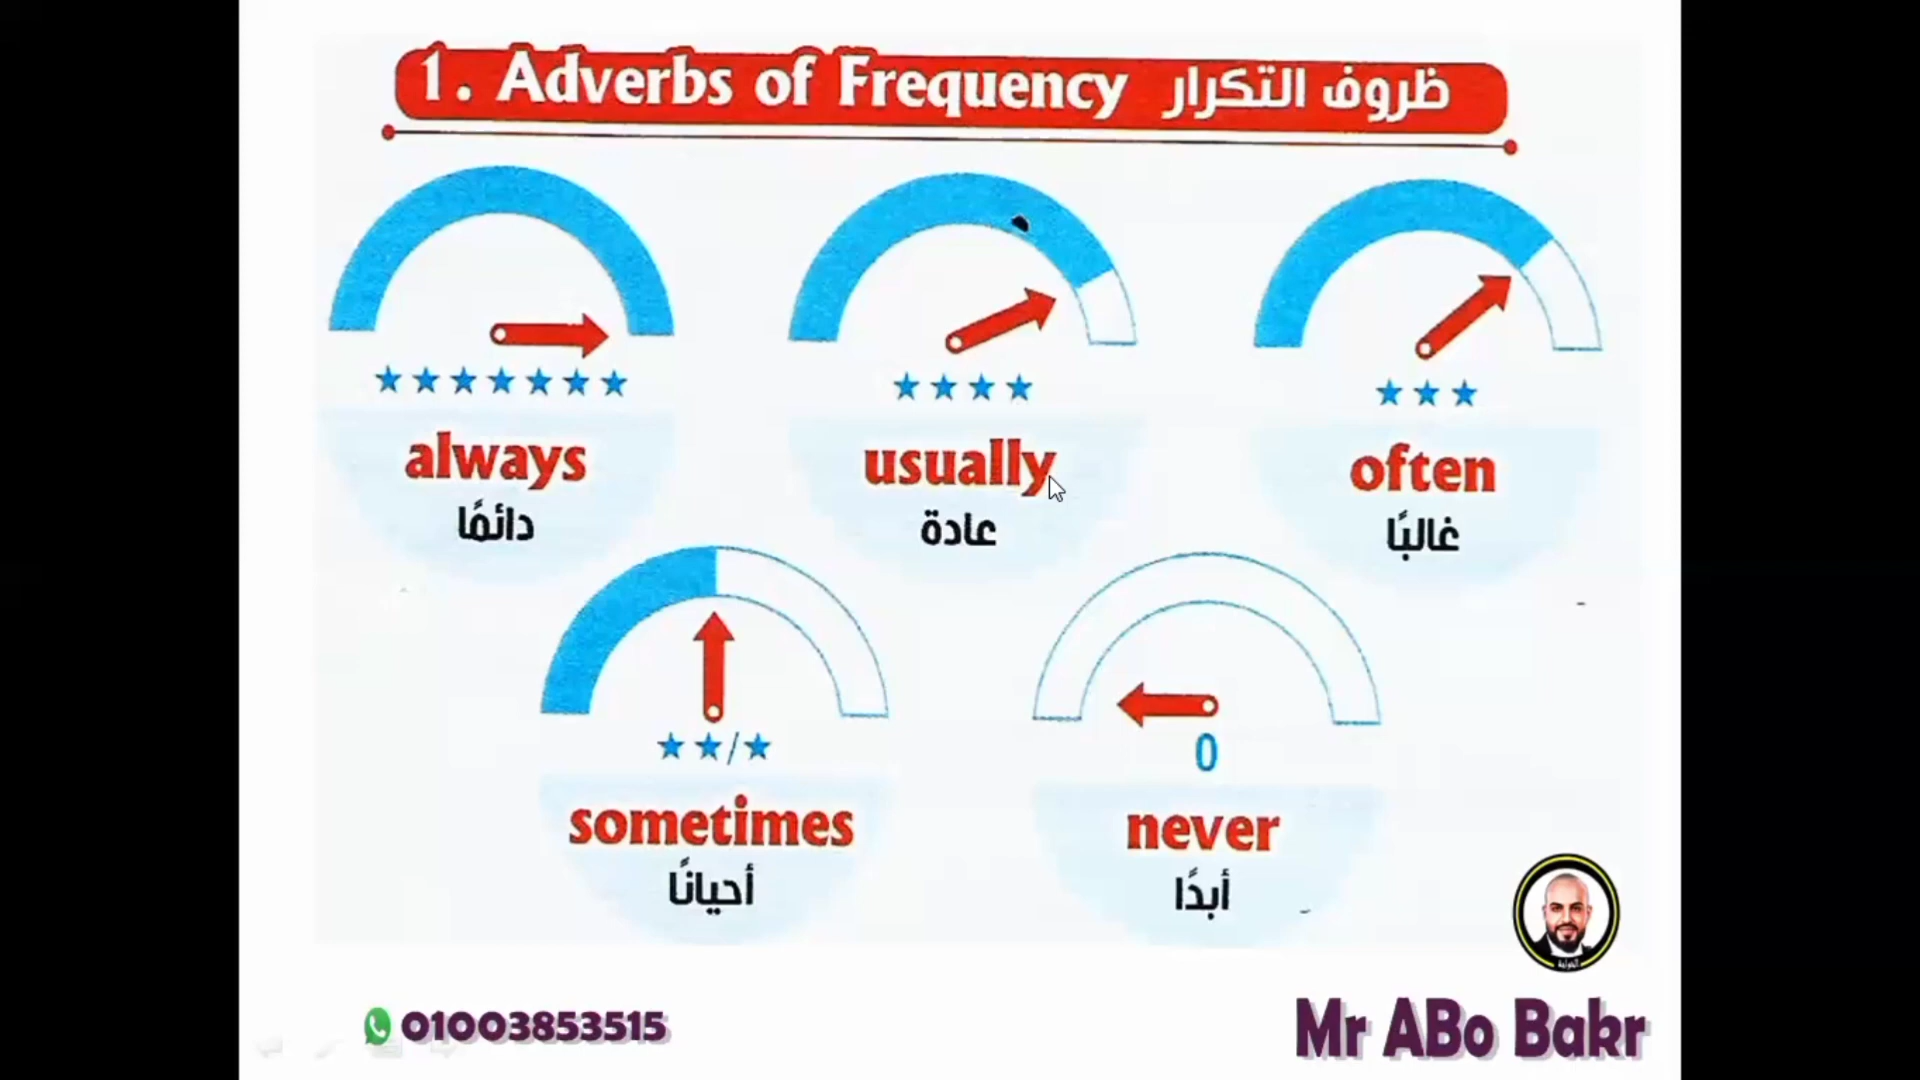 1. Adverbs of Frequency ظروف التكرار
★★★★★★★
always
دائمًا
★★★★
usually
عادة
★★★
often
غالبًا
★★/★
sometimes
أحيانًا
0
never
أبدًا
01003853515
Mr ABo Bakr